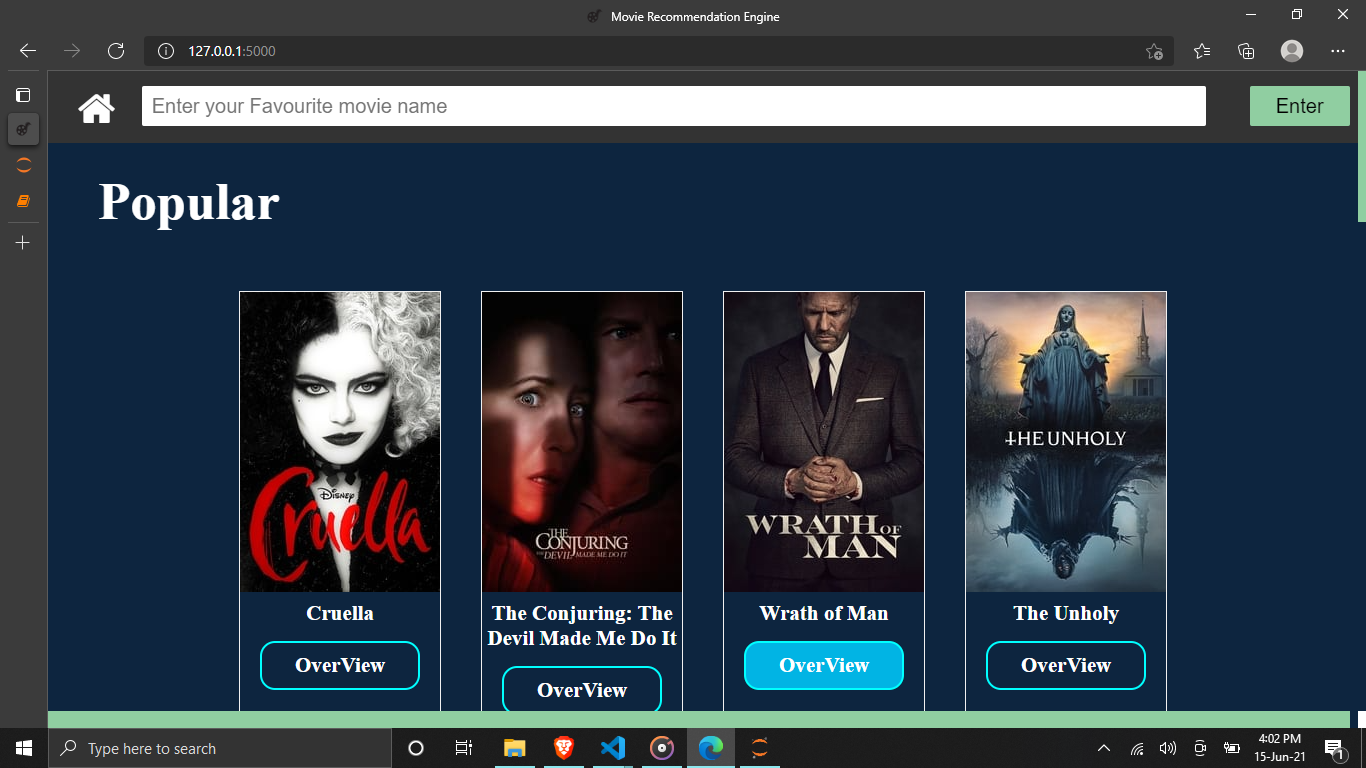 Movie Recommendation Engine
127.0.0.1:5000
Enter your Favourite movie name
Enter
Popular
DISNEY
Cruella
THE
CONJURING
THE DEVIL MADE ME DO IT
WRATH OF
MAN
THE UNHOLY
Cruella
The Conjuring: The
Devil Made Me Do It
Wrath of Man
The Unholy
OverView
OverView
OverView
OverView
Type here to search
4:02 PM
15-Jun-21
1